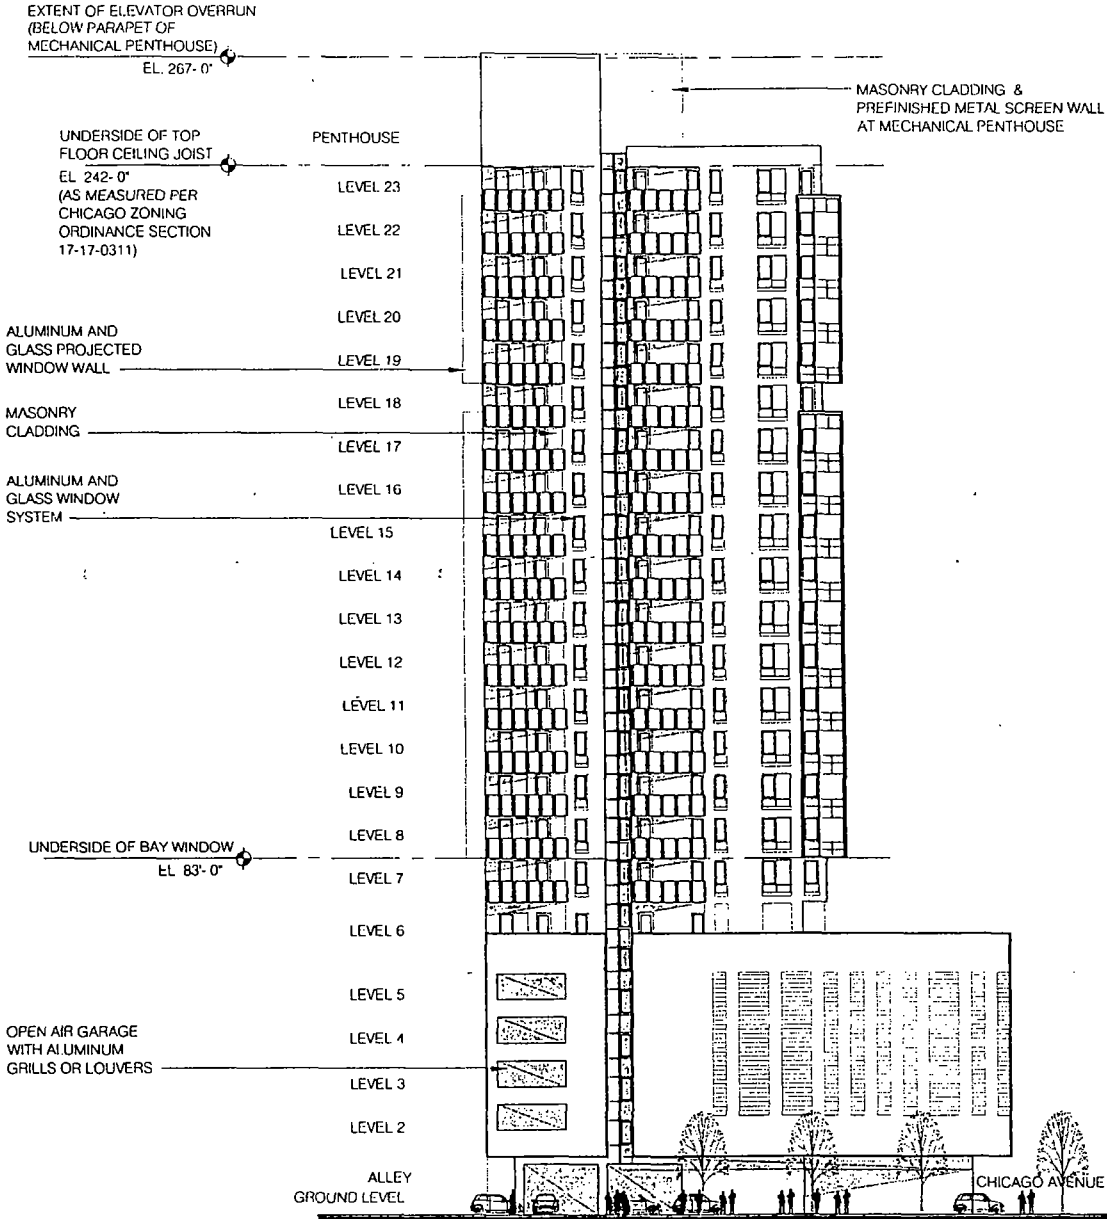 EXTENT OF ELEVATOR OVERRUN
(BELOW PARAPET OF
MECHANICAL PENTHOUSE)
EL. 267- 0"
MASONRY CLADDING &
PREFINISHED METAL SCREEN WALL
AT MECHANICAL PENTHOUSE
UNDERSIDE OF TOP
FLOOR CEILING JOIST
EL 242- 0"
(AS MEASURED PER
CHICAGO ZONING
ORDINANCE SECTION
17-17-0311)
PENTHOUSE
LEVEL 23
LEVEL 22
LEVEL 21
LEVEL 20
ALUMINUM AND
GLASS PROJECTED
WINDOW WALL
LEVEL 19
LEVEL 18
MASONRY
CLADDING
LEVEL 17
ALUMINUM AND
GLASS WINDOW
SYSTEM
LEVEL 16
LEVEL 15
LEVEL 14
LEVEL 13
LEVEL 12
LEVEL 11
LEVEL 10
LEVEL 9
LEVEL 8
UNDERSIDE OF BAY WINDOW
EL 83'- 0"
LEVEL 7
LEVEL 6
LEVEL 5
OPEN AIR GARAGE
WITH ALUMINUM
GRILLS OR LOUVERS
LEVEL 4
LEVEL 3
LEVEL 2
ALLEY
GROUND LEVEL
CHICAGO AVENUE